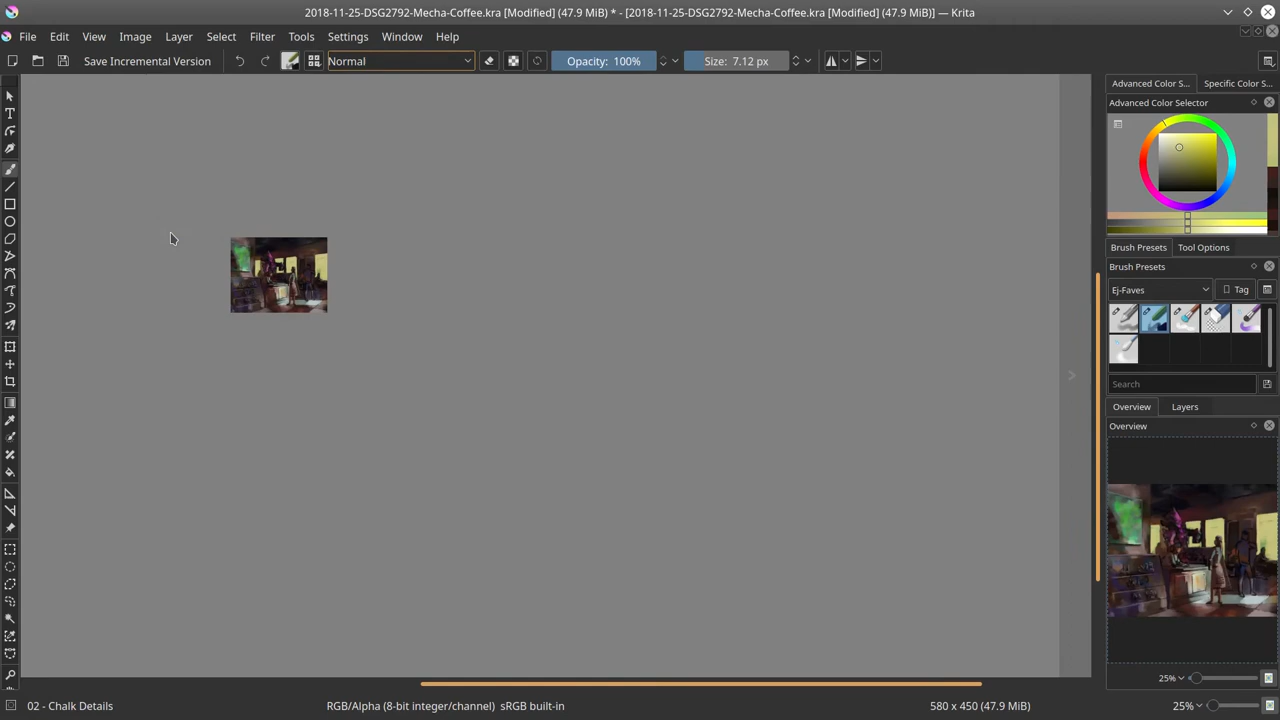 2018-11-25-DSG2792-Mecha-Coffee.kra [Modified] (47.9 MiB) * - [2018-11-25-DSG2792-Mecha-Coffee.kra [Modified] (47.9 MiB)] — Krita
File Edit View Image Layer Select Filter Tools Settings Window Help
Save Incremental Version Normal Opacity: 100% Size: 7.12 px
Advanced Color S... Specific Color S...
Advanced Color Selector
Brush Presets Tool Options
Brush Presets
Ej-Faves Tag
Search
Overview Layers
Overview
25%
02 - Chalk Details RGB/Alpha (8-bit integer/channel) sRGB built-in 580 x 450 (47.9 MiB) 25%